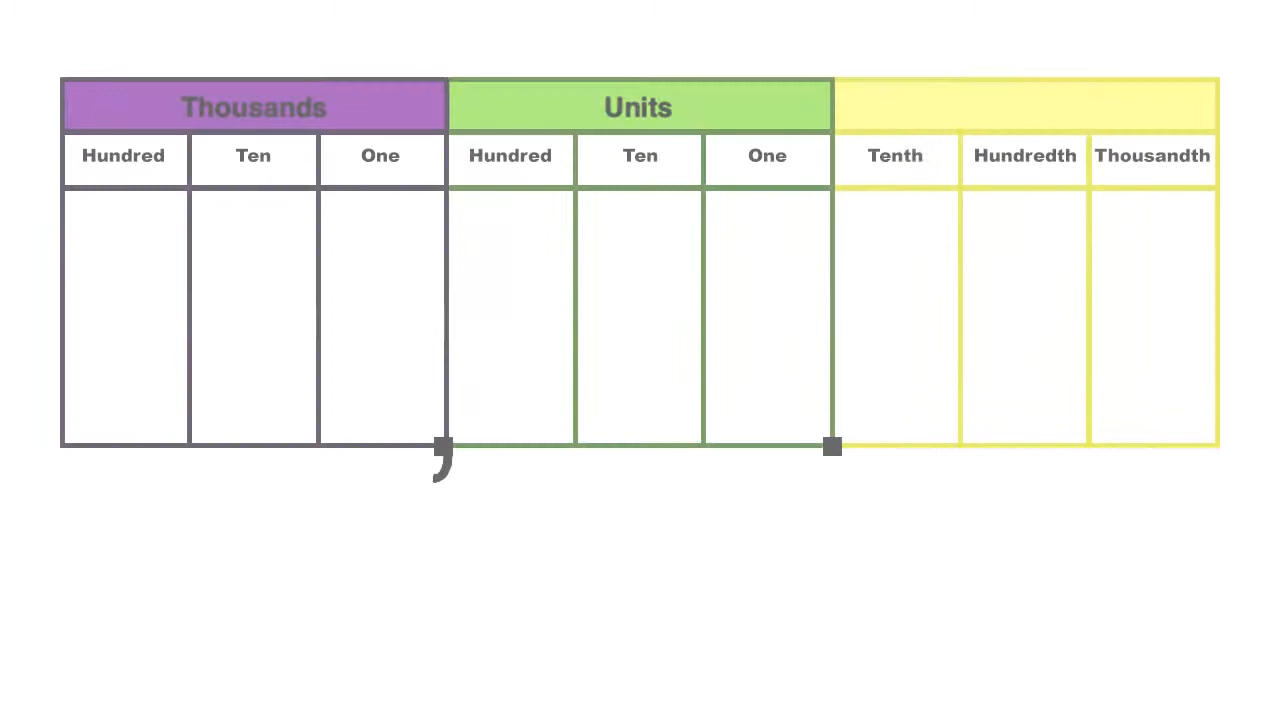 Thousands Units
Hundred Ten One Hundred Ten One Tenth Hundredth Thousandth
, .